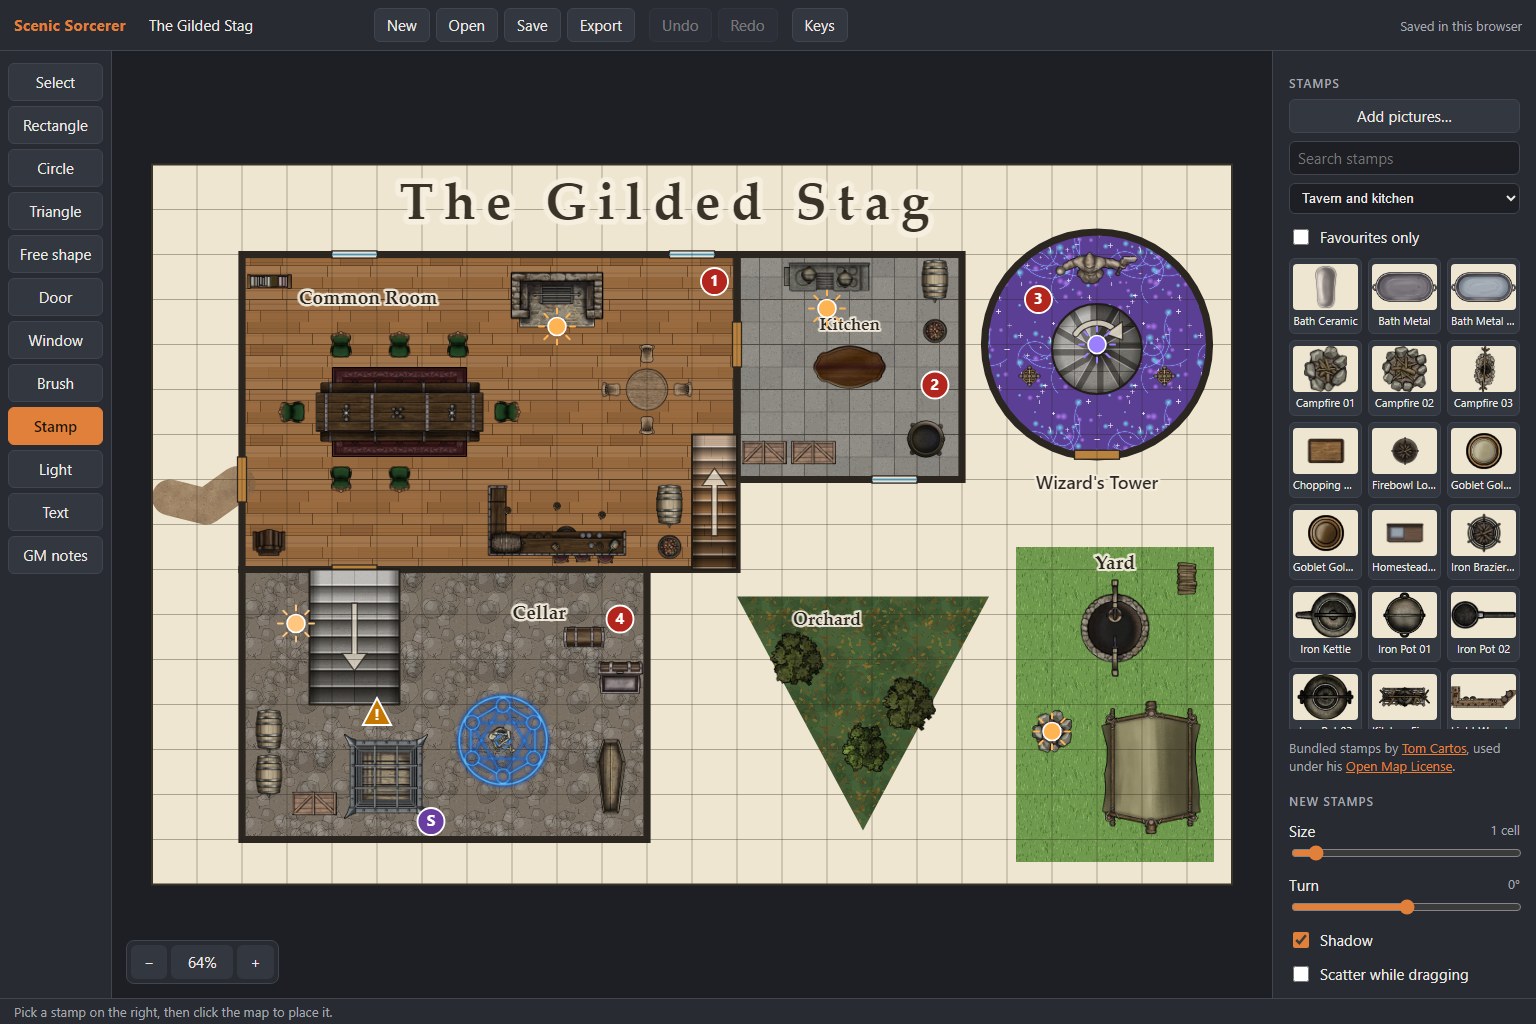 Scenic Sorcerer
The Gilded Stag
New
Open
Save
Export
Undo
Redo
Keys
Saved in this browser
Select
Rectangle
Circle
Triangle
Free shape
Door
Window
Brush
Stamp
Light
Text
GM notes
The Gilded Stag
1
Common Room
Kitchen
2
3
Wizard's Tower
Cellar
4
!
S
Orchard
Yard
STAMPS
Add pictures...
Search stamps
Tavern and kitchen
Favourites only
Bath Ceramic
Bath Metal
Bath Metal ...
Campfire 01
Campfire 02
Campfire 03
Chopping ...
Firebowl Lo...
Goblet Gol...
Goblet Gol...
Homestead...
Iron Brazier...
Iron Kettle
Iron Pot 01
Iron Pot 02
Bundled stamps by Tom Cartos, used
under his Open Map License.
NEW STAMPS
Size
1 cell
Turn
0°
Shadow
Scatter while dragging
−
64%
+
Pick a stamp on the right, then click the map to place it.